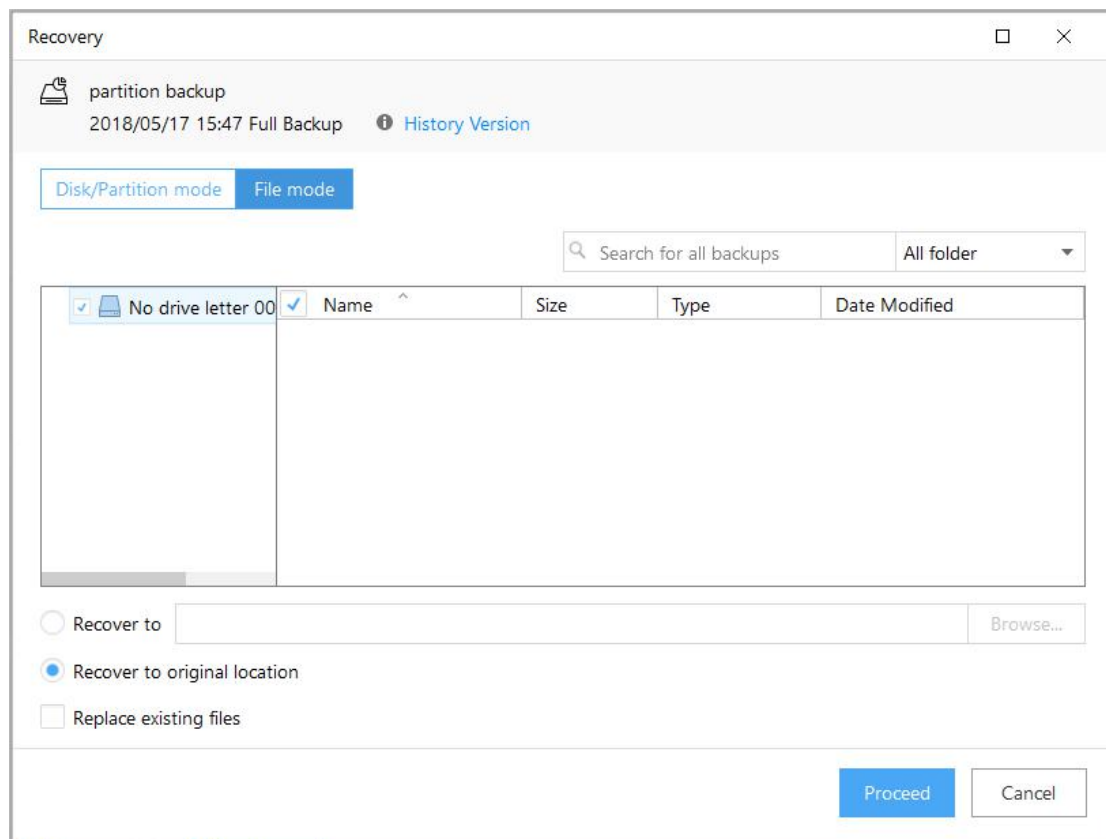 Recovery
partition backup
2018/05/17 15:47 Full Backup History Version
Disk/Partition mode File mode
Search for all backups All folder
No drive letter 00 Name Size Type Date Modified
Recover to Browse...
Recover to original location
Replace existing files
Proceed Cancel